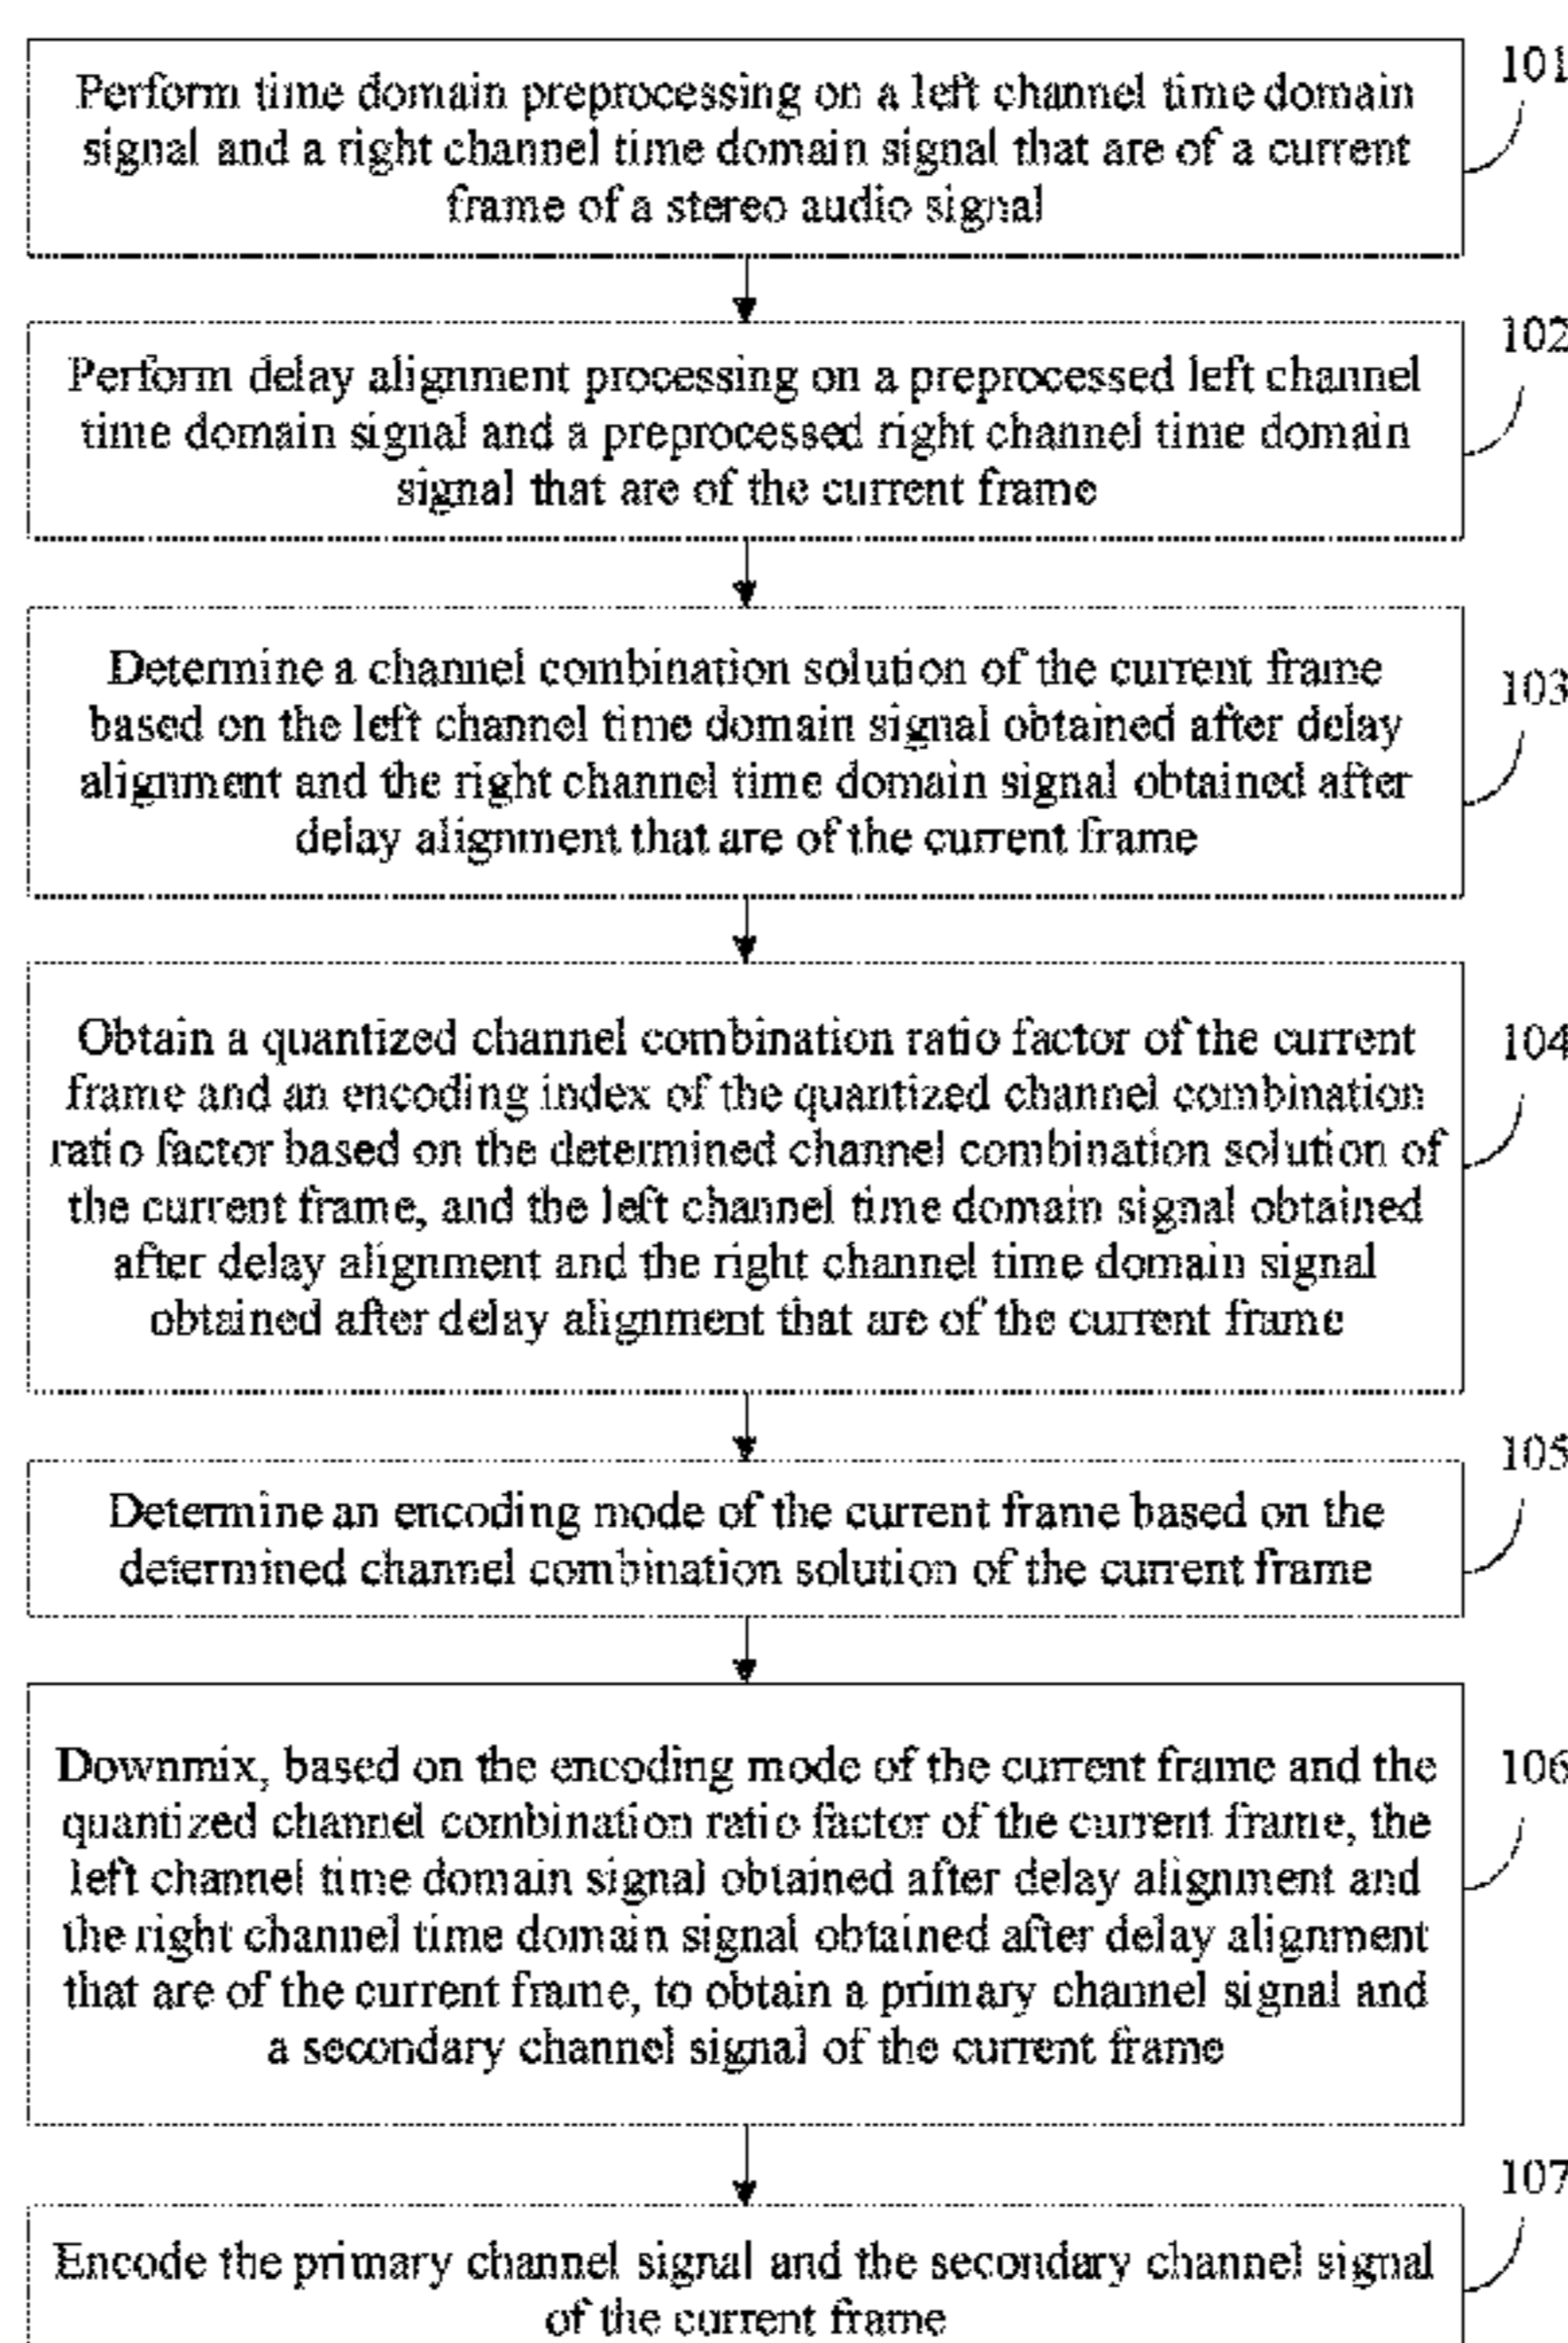 101
Perform time domain preprocessing on a left channel time domain
signal and a right channel time domain signal that are of a current
frame of a stereo audio signal
102
Perform delay alignment processing on a preprocessed left channel
time domain signal and a preprocessed right channel time domain
signal that are of the current frame
103
Determine a channel combination solution of the current frame
based on the left channel time domain signal obtained after delay
alignment and the right channel time domain signal obtained after
delay alignment that are of the current frame
104
Obtain a quantized channel combination ratio factor of the current
frame and an encoding index of the quantized channel combination
ratio factor based on the determined channel combination solution of
the current frame, and the left channel time domain signal obtained
after delay alignment and the right channel time domain signal
obtained after delay alignment that are of the current frame
105
Determine an encoding mode of the current frame based on the
determined channel combination solution of the current frame
106
Downmix, based on the encoding mode of the current frame and the
quantized channel combination ratio factor of the current frame, the
left channel time domain signal obtained after delay alignment and
the right channel time domain signal obtained after delay alignment
that are of the current frame, to obtain a primary channel signal and
a secondary channel signal of the current frame
107
Encode the primary channel signal and the secondary channel signal
of the current frame